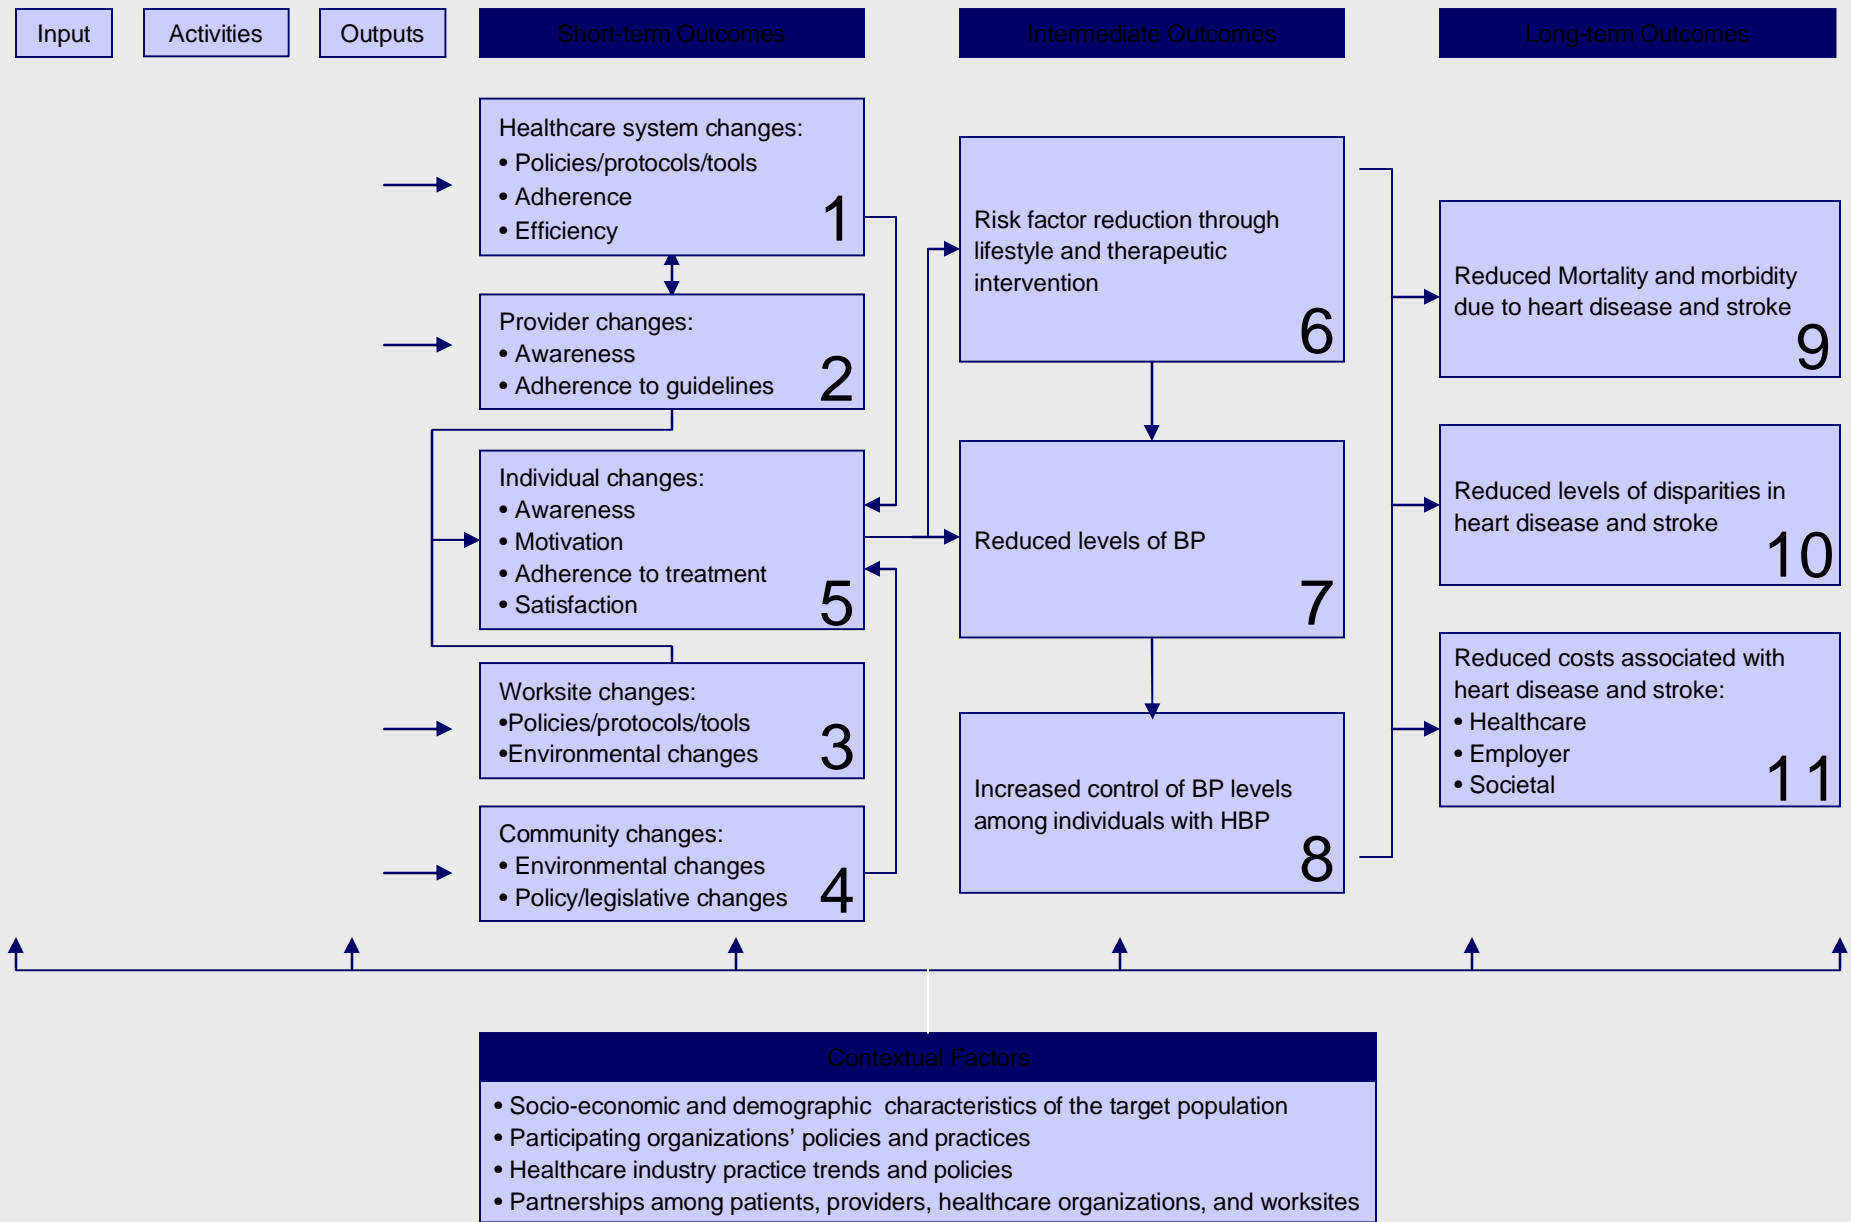 Input
Activities
Outputs
Short-term Outcomes
Intermediate Outcomes
Long-term Outcomes
Healthcare system changes:
• Policies/protocols/tools
• Adherence
• Efficiency
1
Provider changes:
• Awareness
• Adherence to guidelines
2
Individual changes:
• Awareness
• Motivation
• Adherence to treatment
• Satisfaction
5
Worksite changes:
•Policies/protocols/tools
•Environmental changes
3
Community changes:
• Environmental changes
• Policy/legislative changes
4
Risk factor reduction through
lifestyle and therapeutic
intervention
6
Reduced levels of BP
7
Increased control of BP levels
among individuals with HBP
8
Reduced Mortality and morbidity
due to heart disease and stroke
9
Reduced levels of disparities in
heart disease and stroke
10
Reduced costs associated with
heart disease and stroke:
• Healthcare
• Employer
• Societal
11
Contextual Factors
• Socio-economic and demographic  characteristics of the target population
• Participating organizations’ policies and practices
• Healthcare industry practice trends and policies
• Partnerships among patients, providers, healthcare organizations, and worksites